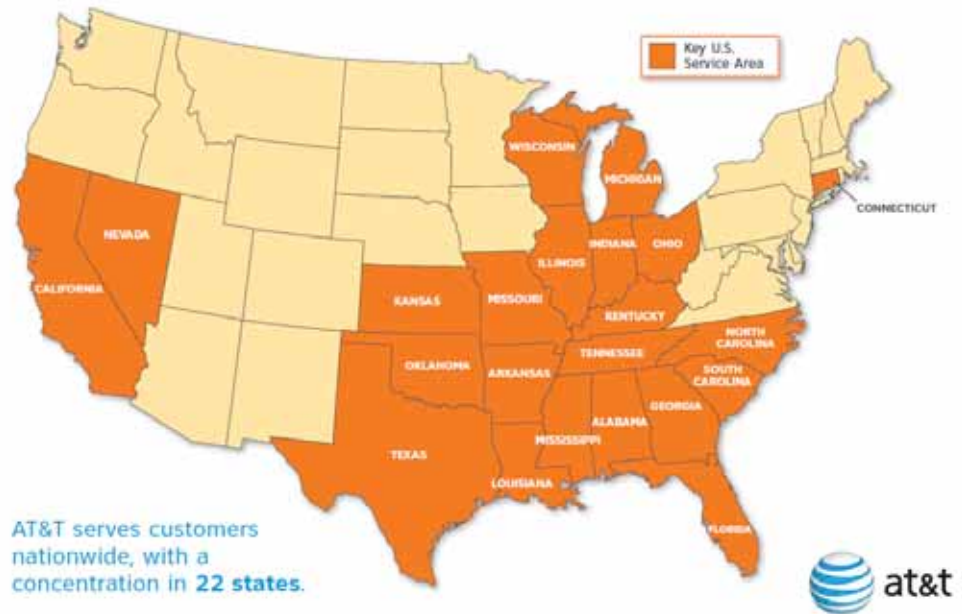 Key U.S.
Service Area
WISCONSIN
MICHIGAN
CONNECTICUT
NEVADA
INDIANA
OHIO
ILLINOIS
CALIFORNIA
KANSAS
MISSOURI
KENTUCKY
NORTH
CAROLINA
TENNESSEE
OKLAHOMA
ARKANSAS
SOUTH
CAROLINA
GEORGIA
ALABAMA
MISSISSIPPI
TEXAS
LOUISIANA
FLORIDA
AT&T serves customers
nationwide, with a
concentration in 22 states.
at&t